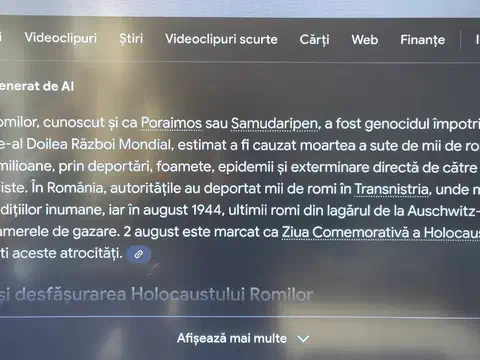 Videoclipuri Știri Videoclipuri scurte Cărți Web Finanțe
enerat de AI
omilor, cunoscut și ca Poraimos sau Samudaripen, a fost genocidul împotri
e-al Doilea Război Mondial, estimat a fi cauzat moartea a sute de mii de ro
milioane, prin deportări, foamete, epidemii și exterminare directă de către
iste. În România, autoritățile au deportat mii de romi în Transnistria, unde m
dițiilor inumane, iar în august 1944, ultimii romi din lagărul de la Auschwitz-
amerele de gazare. 2 august este marcat ca Ziua Comemorativă a Holocaus
ti aceste atrocități.
și desfășurarea Holocaustului Romilor
Afișează mai multe